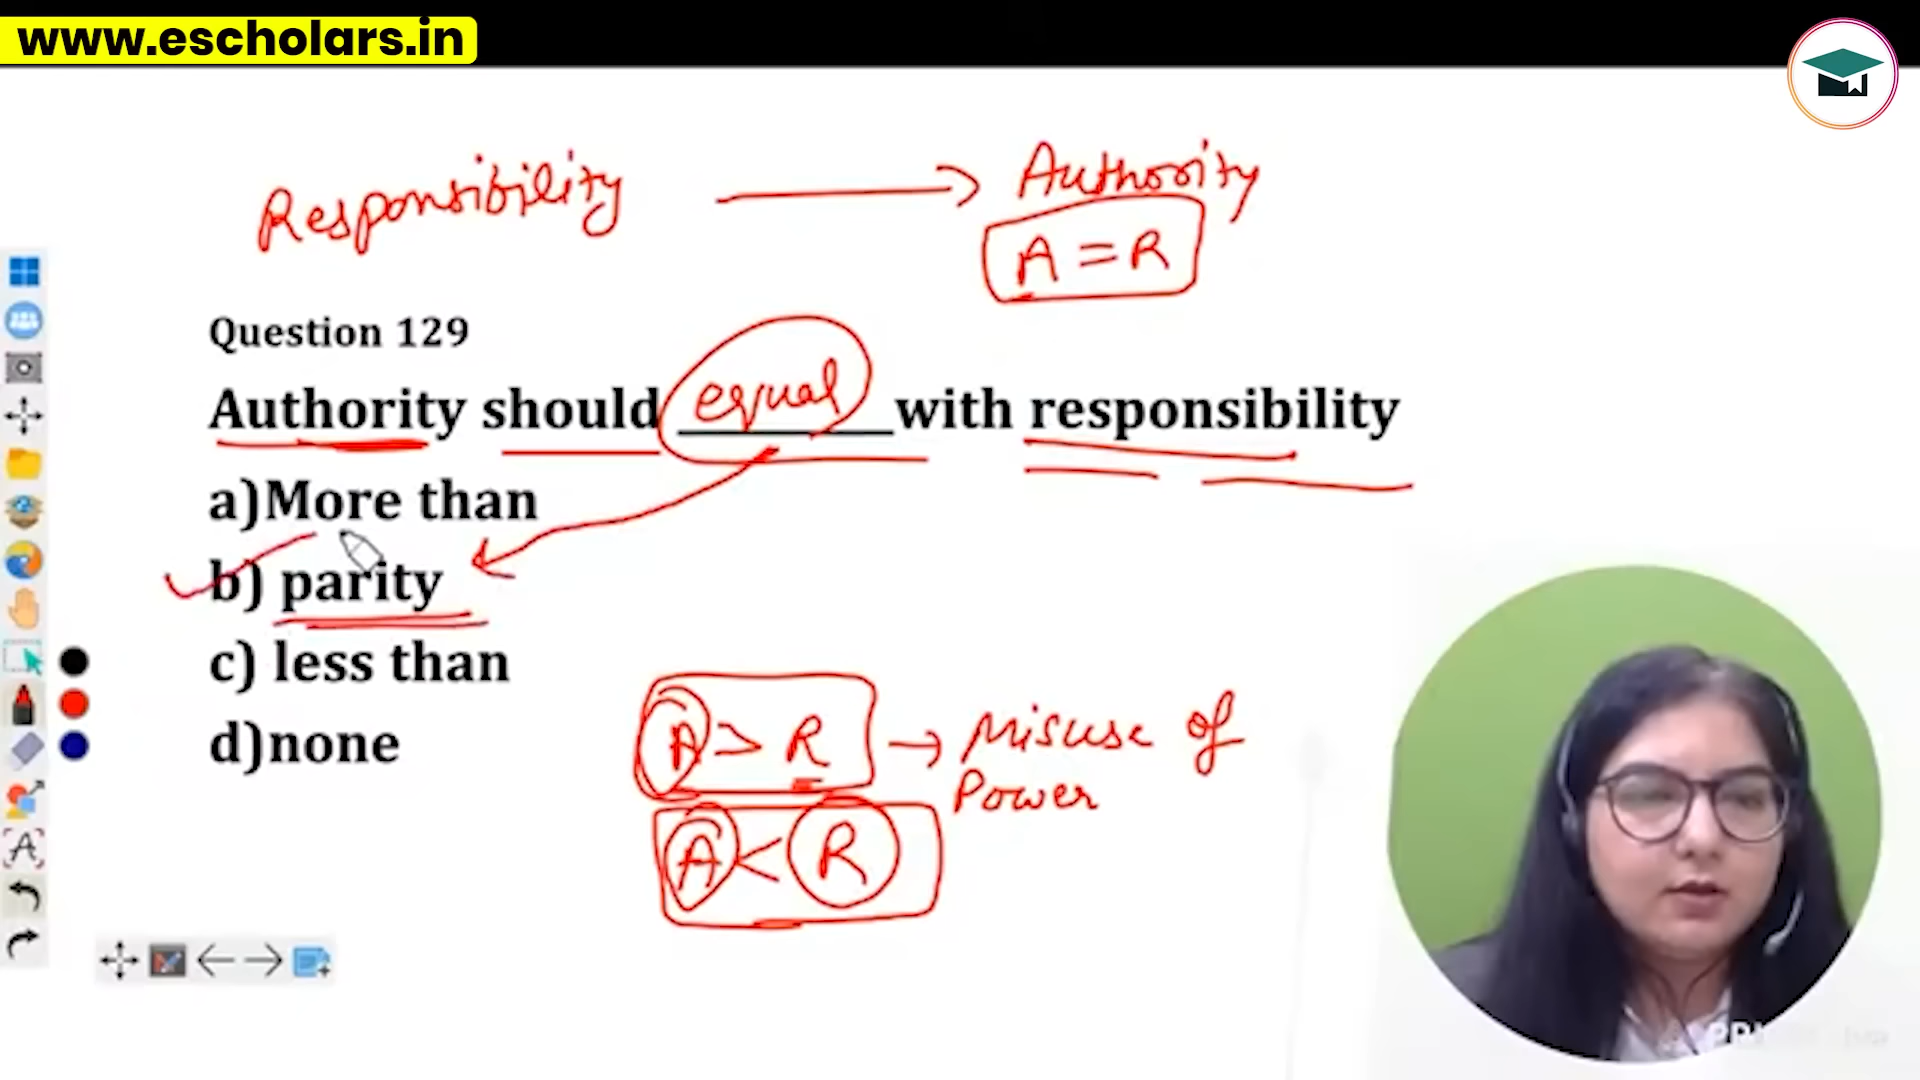 www.escholars.in
Responsibility → Authority
A = R
Question 129
Authority should equal with responsibility
a)More than
b) parity
c) less than
d)none
A > R → Misuse of
Power
A < R